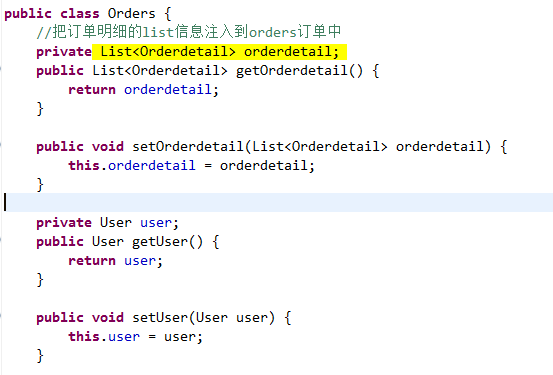 public class Orders {
    //把订单明细的list信息注入到orders订单中
    private List<Orderdetail> orderdetail;
    public List<Orderdetail> getOrderdetail() {
        return orderdetail;
    }

    public void setOrderdetail(List<Orderdetail> orderdetail) {
        this.orderdetail = orderdetail;
    }

    private User user;
    public User getUser() {
        return user;
    }

    public void setUser(User user) {
        this.user = user;
    }